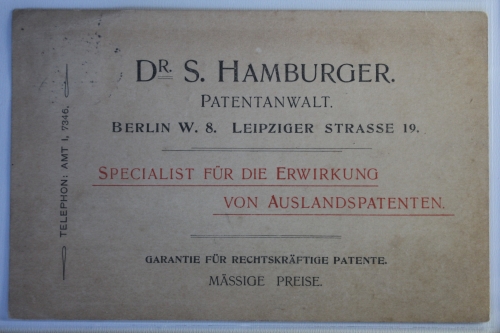 DR. S. HAMBURGER.
PATENTANWALT.
BERLIN W. 8. LEIPZIGER STRASSE 19.
SPECIALIST FÜR DIE ERWIRKUNG
VON AUSLANDSPATENTEN.
GARANTIE FÜR RECHTSKRÄFTIGE PATENTE.
MÄSSIGE PREISE.
TELEPHON: AMT I, 7346.